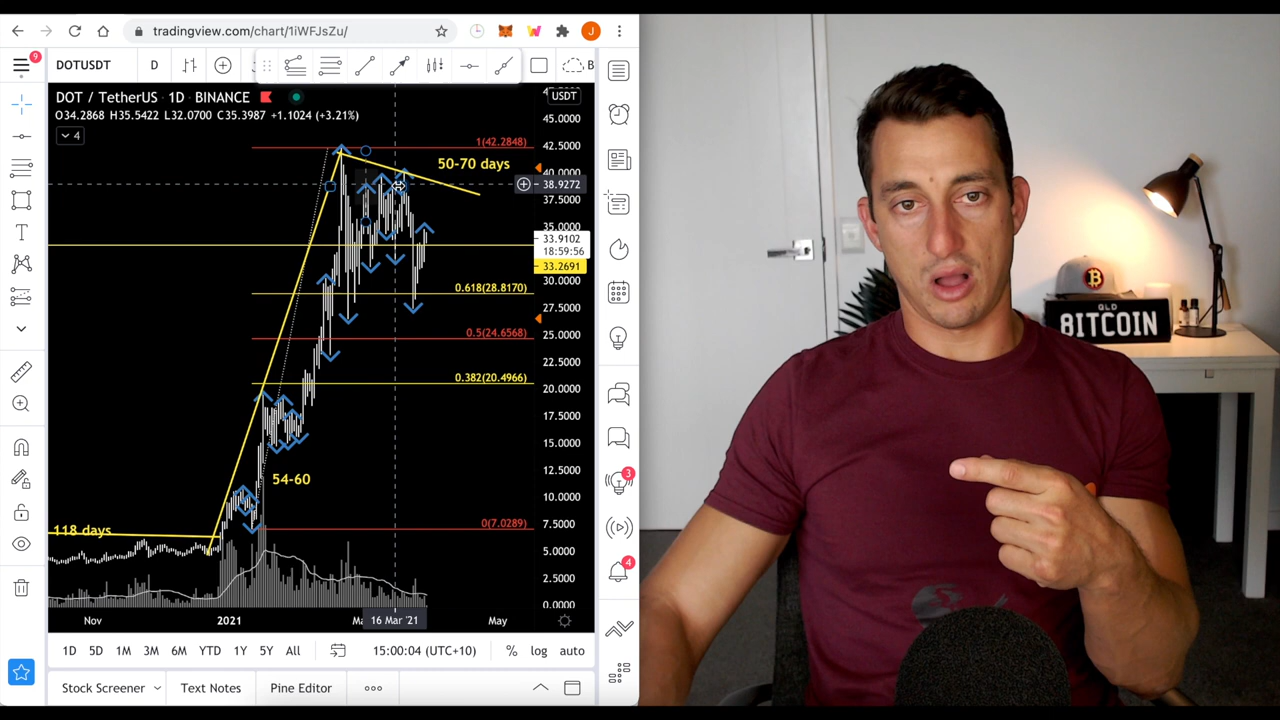 tradingview.com/chart/1iWFJsZu/
J
9
DOTUSDT
D
B
DOT / TetherUS · 1D · BINANCE
USDT
O34.2868 H35.5422 L32.0700 C35.3987 +1.1024 (+3.21%)
4
45.0000
1(42.2848)
42.5000
50-70 days
40.0000
38.9272
37.5000
35.0000
33.9102
18:59:56
33.2691
30.0000
0.618(28.8170)
27.5000
0.5(24.6568)
25.0000
22.5000
0.382(20.4966)
20.0000
17.5000
15.0000
54-60
12.5000
10.0000
0(7.0289)
7.5000
118 days
5.0000
2.5000
0.0000
Nov
2021
16 Mar '21
May
1D 5D 1M 3M 6M YTD 1Y 5Y All
15:00:04 (UTC+10)
% log auto
Stock Screener
Text Notes
Pine Editor
3
4
QLD
BITCOIN